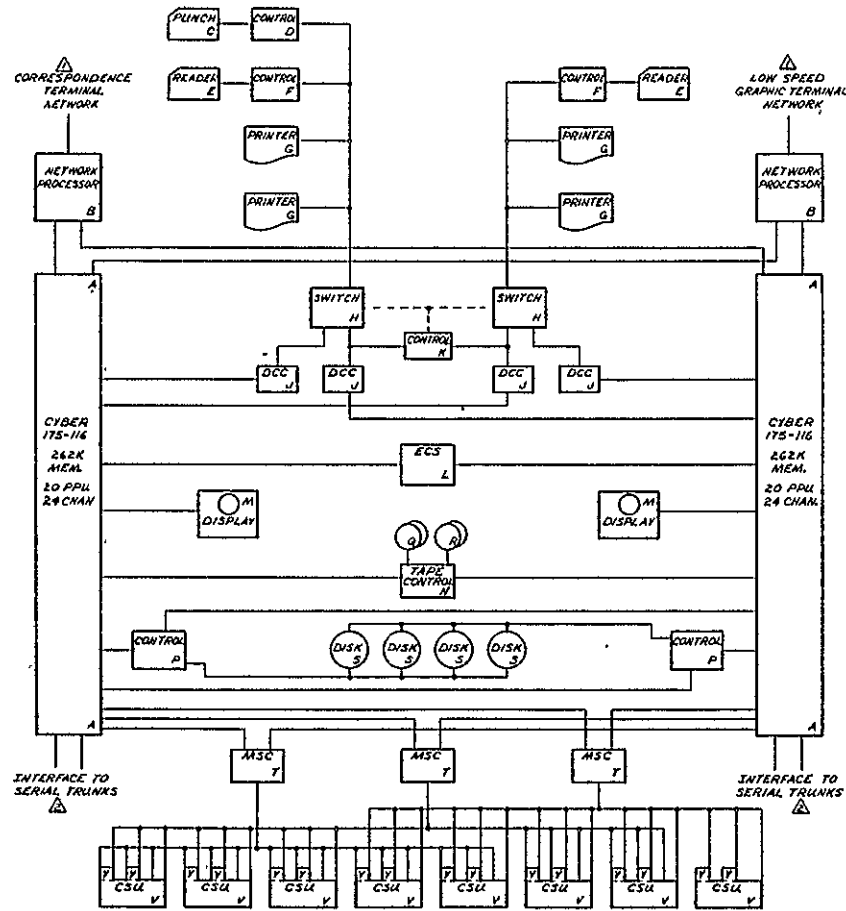 PUNCH C
CONTROL D
1
CORRESPONDENCE
TERMINAL
NETWORK
READER E
CONTROL F
CONTROL F
READER E
1
LOW SPEED
GRAPHIC TERMINAL
NETWORK
PRINTER G
PRINTER G
NETWORK
PROCESSOR
B
NETWORK
PROCESSOR
B
PRINTER G
PRINTER G
A
SWITCH H
SWITCH H
A
CONTROL K
DCC J
DCC J
DCC J
DCC J
CYBER
175-116
262K
MEM.
20 PPU
24 CHAN
ECS
L
CYBER
175-116
262K
MEM.
20 PPU
24 CHAN.
M
DISPLAY
M
DISPLAY
Q
R
TAPE
CONTROL
N
CONTROL P
DISK S
DISK S
DISK S
DISK S
CONTROL P
A
MSC T
MSC T
MSC T
A
INTERFACE TO
SERIAL TRUNKS
2
INTERFACE TO
SERIAL TRUNKS
2
Y Y
CSU V
Y Y
CSU V
Y Y
CSU V
Y Y
CSU V
Y Y
CSU V
Y Y
CSU V
Y Y
CSU V
Y Y
CSU V